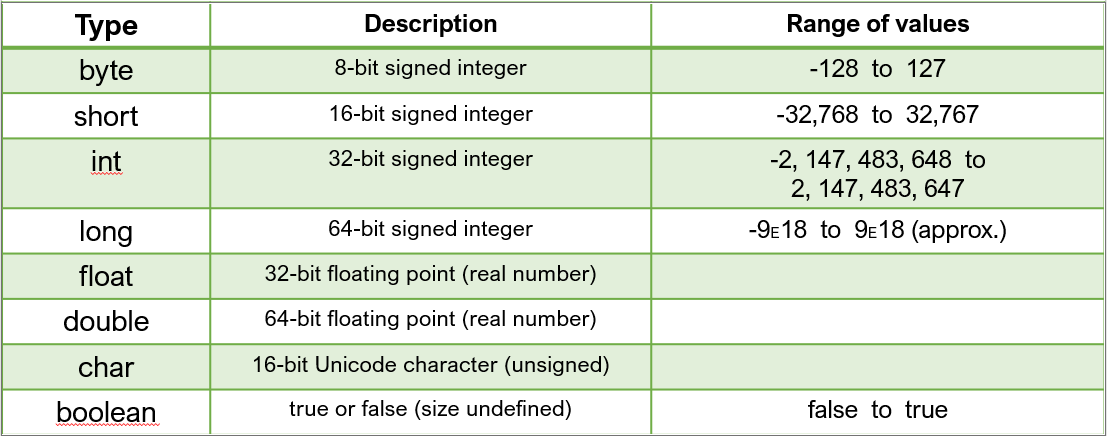 Type Description Range of values
byte 8-bit signed integer -128 to 127
short 16-bit signed integer -32,768 to 32,767
int 32-bit signed integer -2, 147, 483, 648 to
2, 147, 483, 647
long 64-bit signed integer -9E18 to 9E18 (approx.)
float 32-bit floating point (real number)
double 64-bit floating point (real number)
char 16-bit Unicode character (unsigned)
boolean true or false (size undefined) false to true